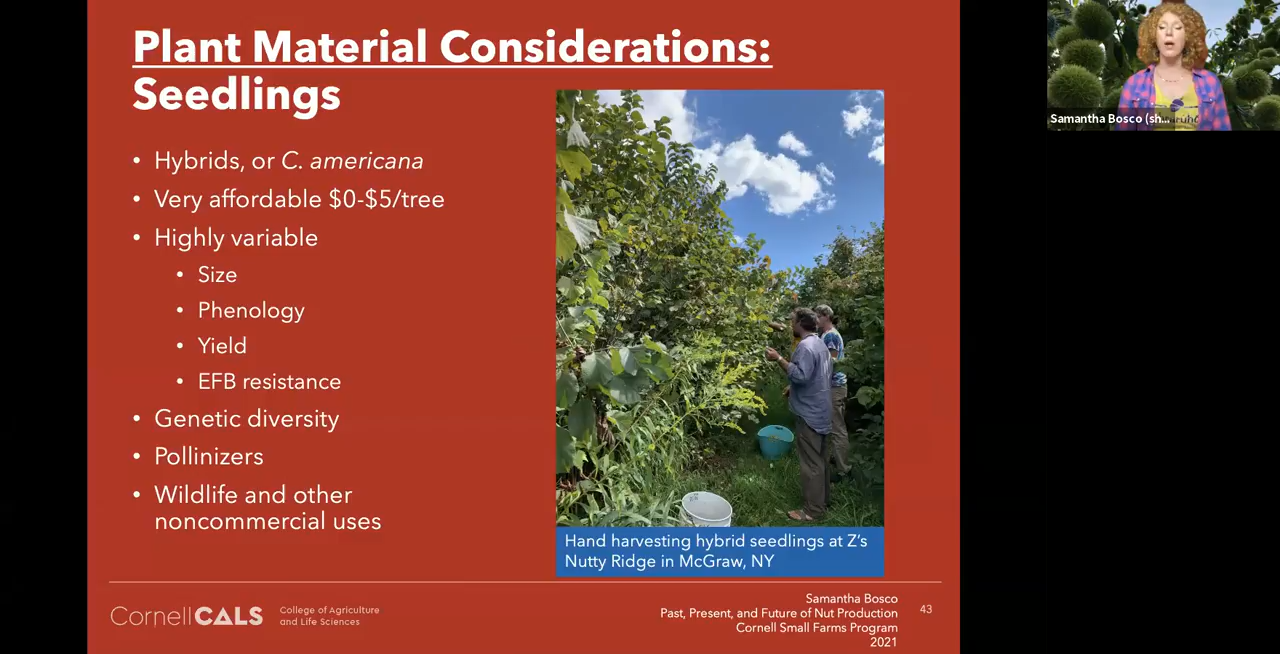 Plant Material Considerations:
Seedlings
• Hybrids, or C. americana
• Very affordable $0-$5/tree
• Highly variable
• Size
• Phenology
• Yield
• EFB resistance
• Genetic diversity
• Pollinizers
• Wildlife and other
noncommercial uses
Hand harvesting hybrid seedlings at Z’s
Nutty Ridge in McGraw, NY
CornellCALS
College of Agriculture
and Life Sciences
Samantha Bosco
Past, Present, and Future of Nut Production
Cornell Small Farms Program
2021
43
Samantha Bosco (sh...